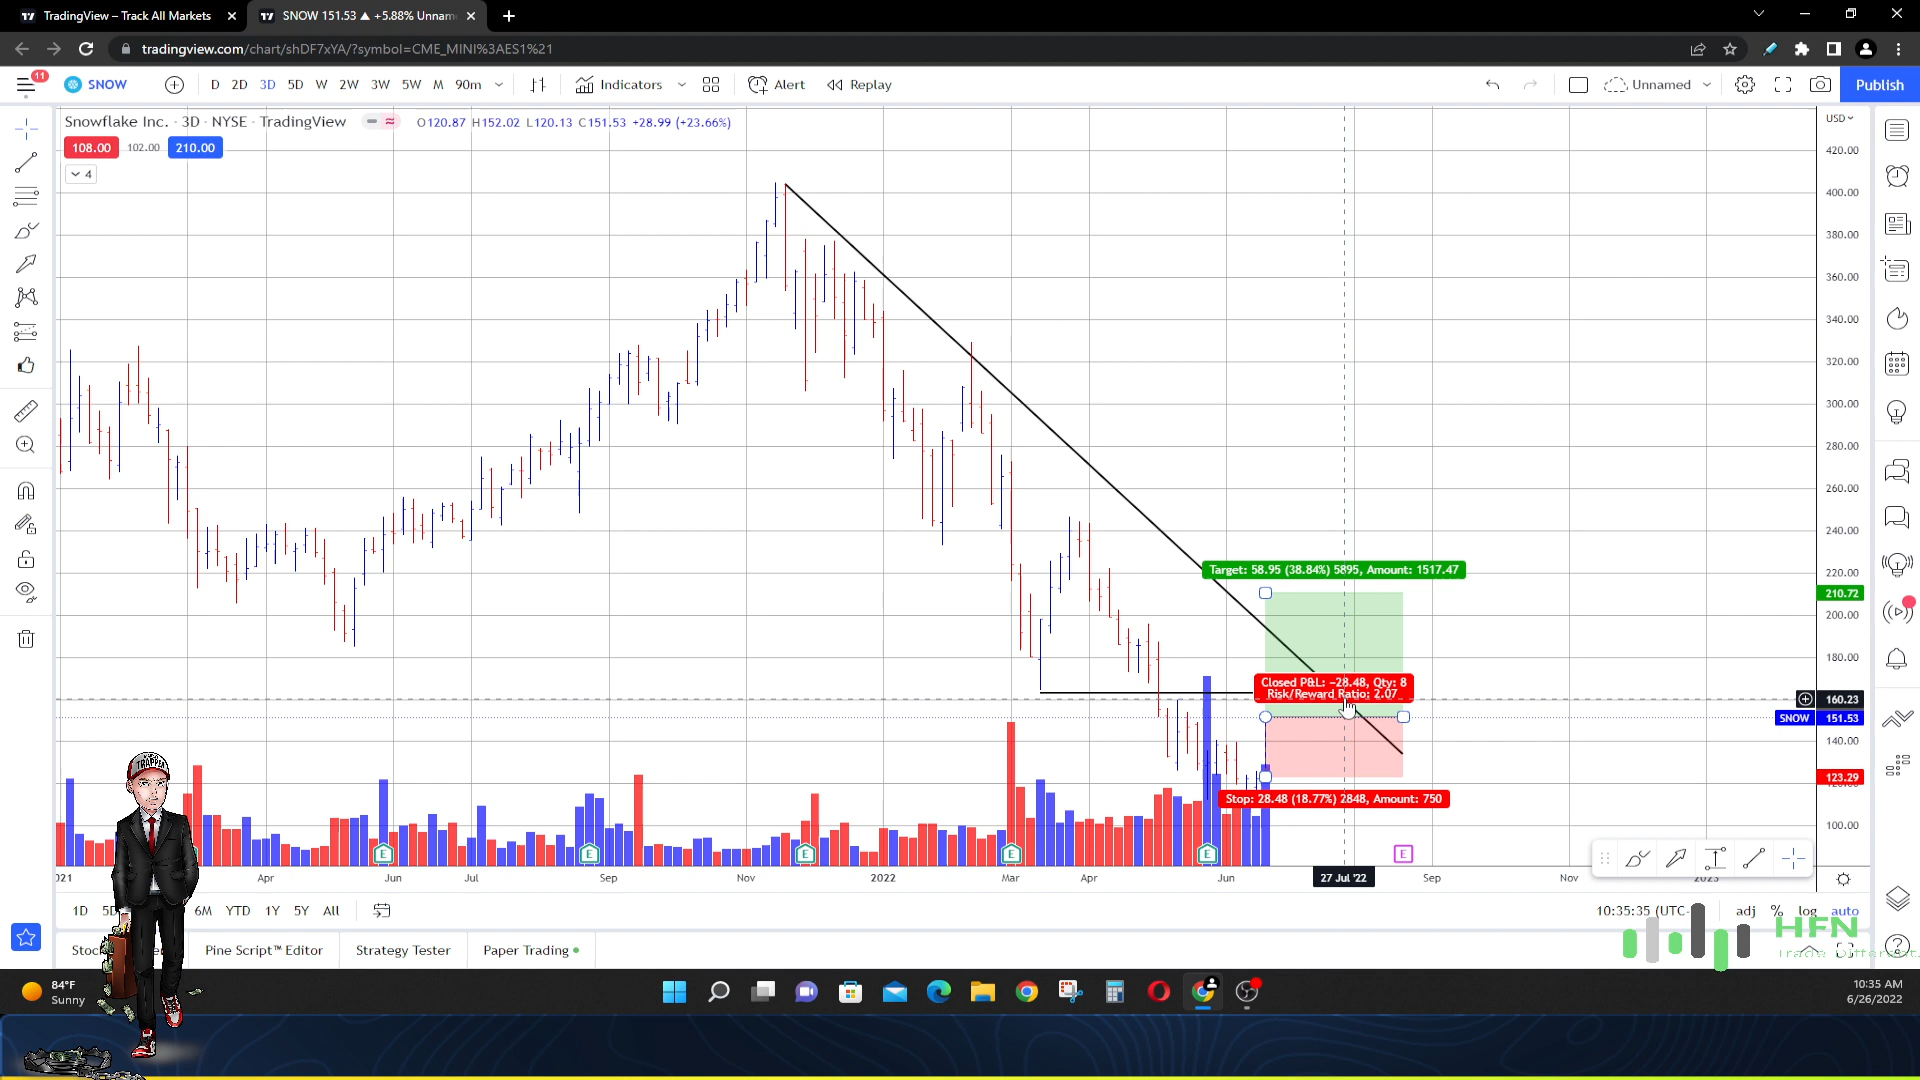 TradingView – Track All Markets
SNOW 151.53 ▲ +5.88% Unnam
tradingview.com/chart/shDF7xYA/?symbol=CME_MINI%3AES1%21
11
SNOW
D 2D 3D 5D W 2W 3W 5W M 90m
Indicators
Alert
Replay
Unnamed
Publish
Snowflake Inc. · 3D · NYSE · TradingView
O120.87 H152.02 L120.13 C151.53 +28.99 (+23.66%)
108.00 102.00 210.00
4
USD
420.00
400.00
380.00
360.00
340.00
320.00
300.00
280.00
260.00
240.00
220.00
210.72
200.00
180.00
160.23
SNOW 151.53
140.00
123.29
100.00
Target: 58.95 (38.84%) 5895, Amount: 1517.47
Closed P&L: −28.48, Qty: 8
Risk/Reward Ratio: 2.07
Stop: 28.48 (18.77%) 2848, Amount: 750
TRAPPER
E E E E E E
021 Apr Jun Jul Sep Nov 2022 Mar Apr Jun 27 Jul '22 Sep Nov 2023
1D 5D 6M YTD 1Y 5Y All
10:35:35 (UTC-
adj % log auto
Pine Script™ Editor
Strategy Tester
Paper Trading
HFN
Trade Different.
84°F
Sunny
10:35 AM
6/26/2022